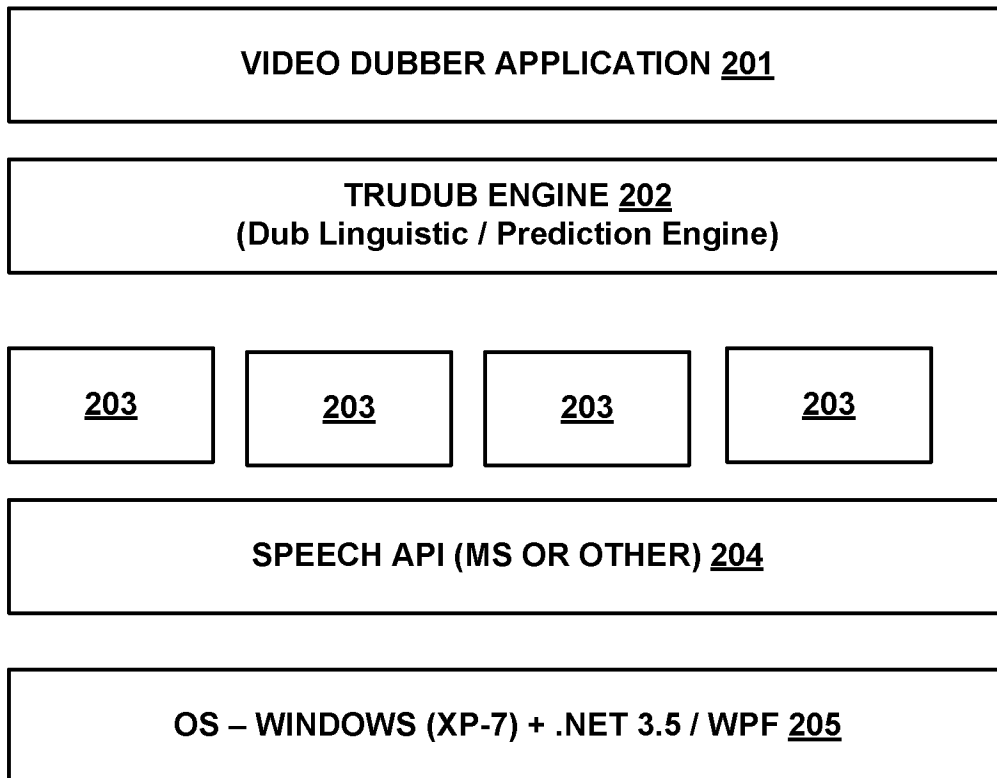 VIDEO DUBBER APPLICATION 201
TRUDUB ENGINE 202
(Dub Linguistic / Prediction Engine)
203 203 203 203
SPEECH API (MS OR OTHER) 204
OS – WINDOWS (XP-7) + .NET 3.5 / WPF 205